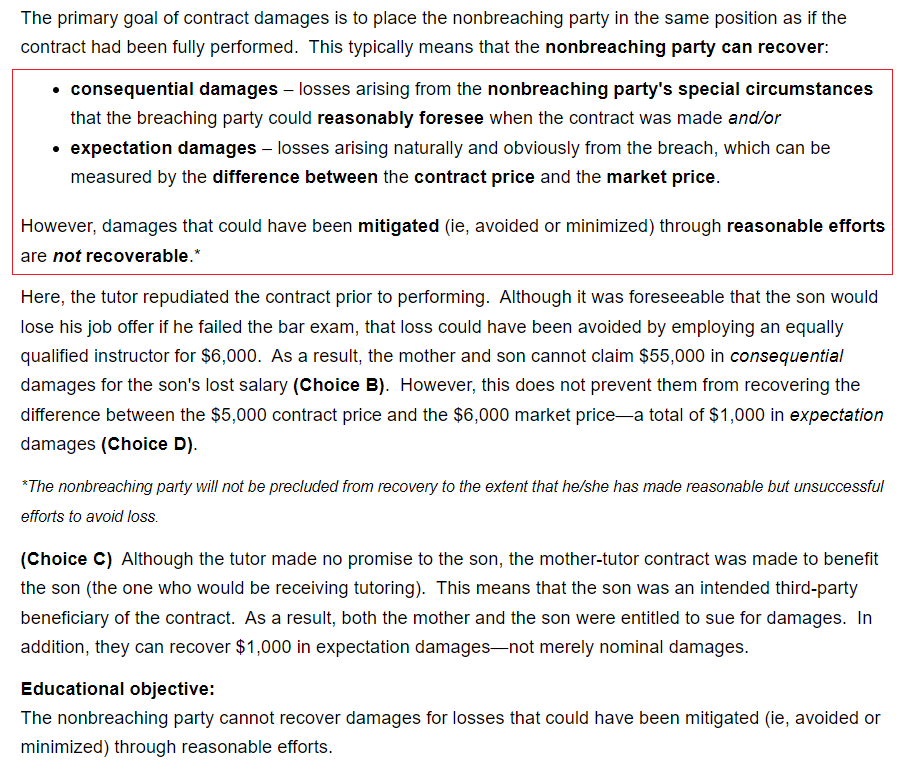 The primary goal of contract damages is to place the nonbreaching party in the same position as if the
contract had been fully performed.  This typically means that the nonbreaching party can recover:
• consequential damages – losses arising from the nonbreaching party's special circumstances
that the breaching party could reasonably foresee when the contract was made and/or
• expectation damages – losses arising naturally and obviously from the breach, which can be
measured by the difference between the contract price and the market price.
However, damages that could have been mitigated (ie, avoided or minimized) through reasonable efforts
are not recoverable.*
Here, the tutor repudiated the contract prior to performing.  Although it was foreseeable that the son would
lose his job offer if he failed the bar exam, that loss could have been avoided by employing an equally
qualified instructor for $6,000.  As a result, the mother and son cannot claim $55,000 in consequential
damages for the son's lost salary (Choice B).  However, this does not prevent them from recovering the
difference between the $5,000 contract price and the $6,000 market price—a total of $1,000 in expectation
damages (Choice D).
*The nonbreaching party will not be precluded from recovery to the extent that he/she has made reasonable but unsuccessful
efforts to avoid loss.
(Choice C)  Although the tutor made no promise to the son, the mother-tutor contract was made to benefit
the son (the one who would be receiving tutoring).  This means that the son was an intended third-party
beneficiary of the contract.  As a result, both the mother and the son were entitled to sue for damages.  In
addition, they can recover $1,000 in expectation damages—not merely nominal damages.
Educational objective:
The nonbreaching party cannot recover damages for losses that could have been mitigated (ie, avoided or
minimized) through reasonable efforts.